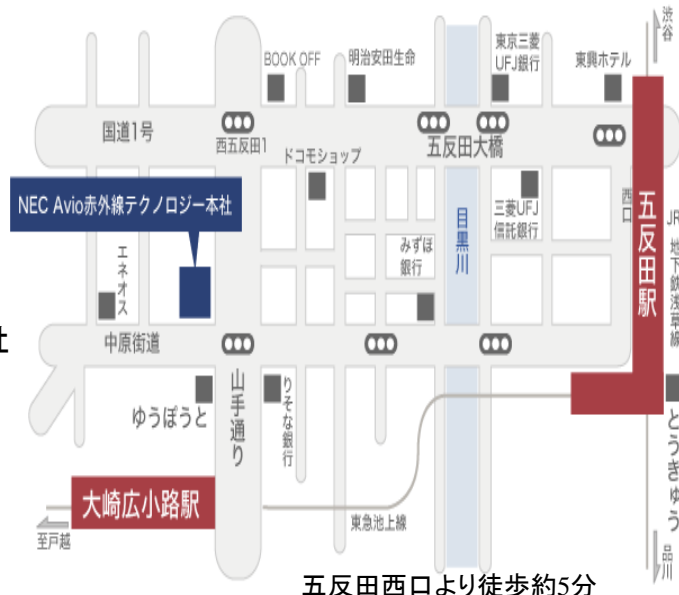 渋谷
BOOK OFF
明治安田生命
東京三菱
UFJ銀行
東興ホテル
国道1号
西五反田1
五反田大橋
ドコモショップ
NEC Avio赤外線テクノロジー本社
西口
五反田駅
JR
地下鉄浅草線
目黒川
三菱UFJ
信託銀行
みずほ
銀行
エネオス
社
中原街道
ゆうぽうと
山手通り
りそな銀行
とうきゅう
大崎広小路駅
東急池上線
至戸越
品川
五反田西口より徒歩約5分